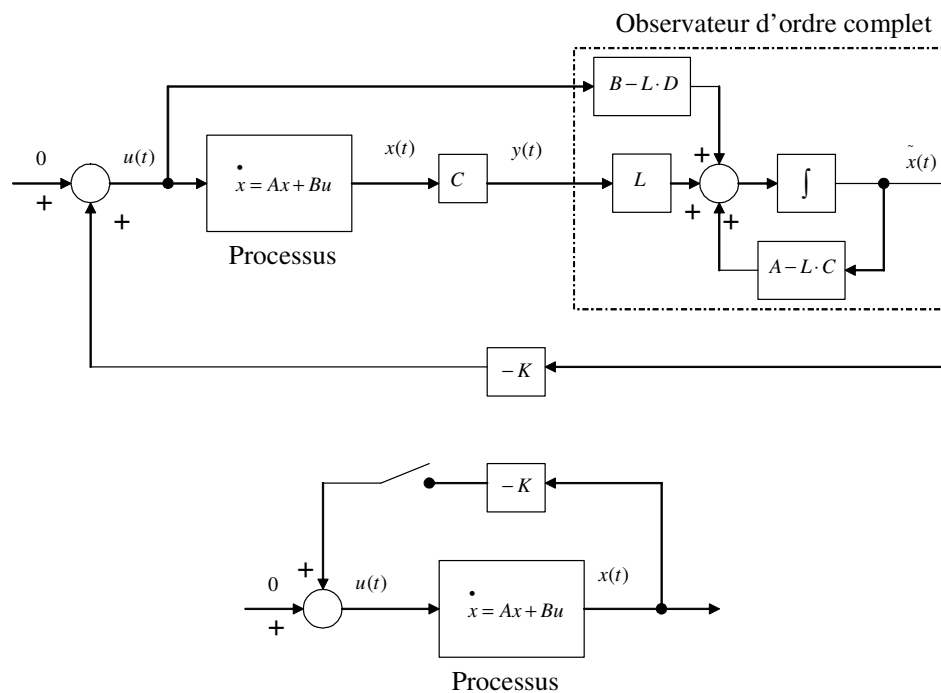 Observateur d'ordre complet
B − L · D
0
u(t)
x(t)
y(t)
x̃(t)
+
ẋ = Ax + Bu
C
L
+
∫
+
+
+
+
Processus
A − L · C
− K
− K
+
0
u(t)
x(t)
+
ẋ = Ax + Bu
Processus